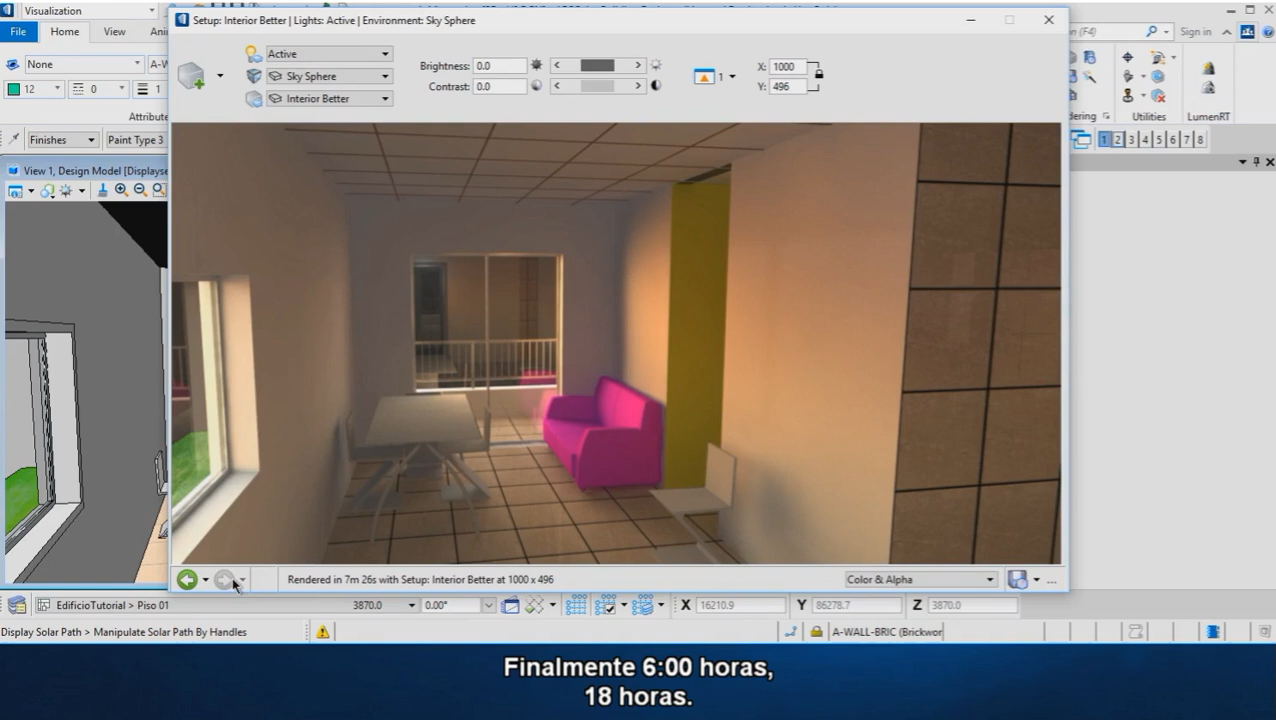 Visualization
Setup: Interior Better | Lights: Active | Environment: Sky Sphere
File
Home
View
(F4)
Sign in
None
Active
Sky Sphere
Interior Better
Brightness: 0.0
Contrast: 0.0
1
X: 1000
Y: 496
12
0
1
Utilities
LumenRT
Finishes
Paint Type 3
1 2 3 4 5 6 7 8
View 1, Design Model [Displayse
Rendered in 7m 26s with Setup: Interior Better at 1000 x 496
Color & Alpha
...
EdificioTutorial > Piso 01
3870.0
0.00°
X 16210.9
Y 86278.7
Z 3870.0
Display Solar Path > Manipulate Solar Path By Handles
A-WALL-BRIC (Brickwor
Finalmente 6:00 horas,
18 horas.